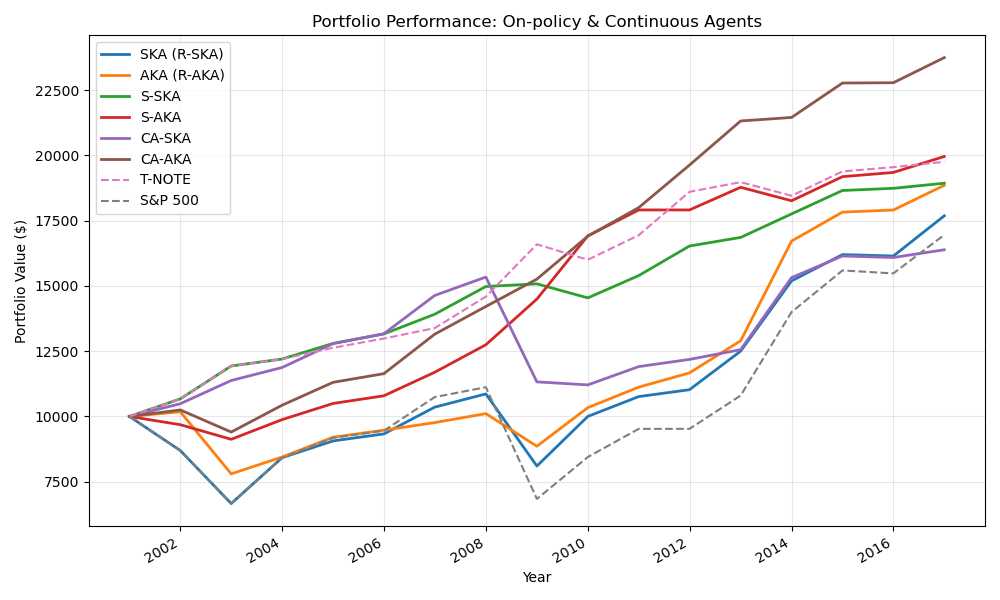 Portfolio Performance: On-policy & Continuous Agents
SKA (R-SKA)
AKA (R-AKA)
S-SKA
S-AKA
CA-SKA
CA-AKA
T-NOTE
S&P 500
Portfolio Value ($)
22500
20000
17500
15000
12500
10000
7500
2002
2004
2006
2008
2010
2012
2014
2016
Year